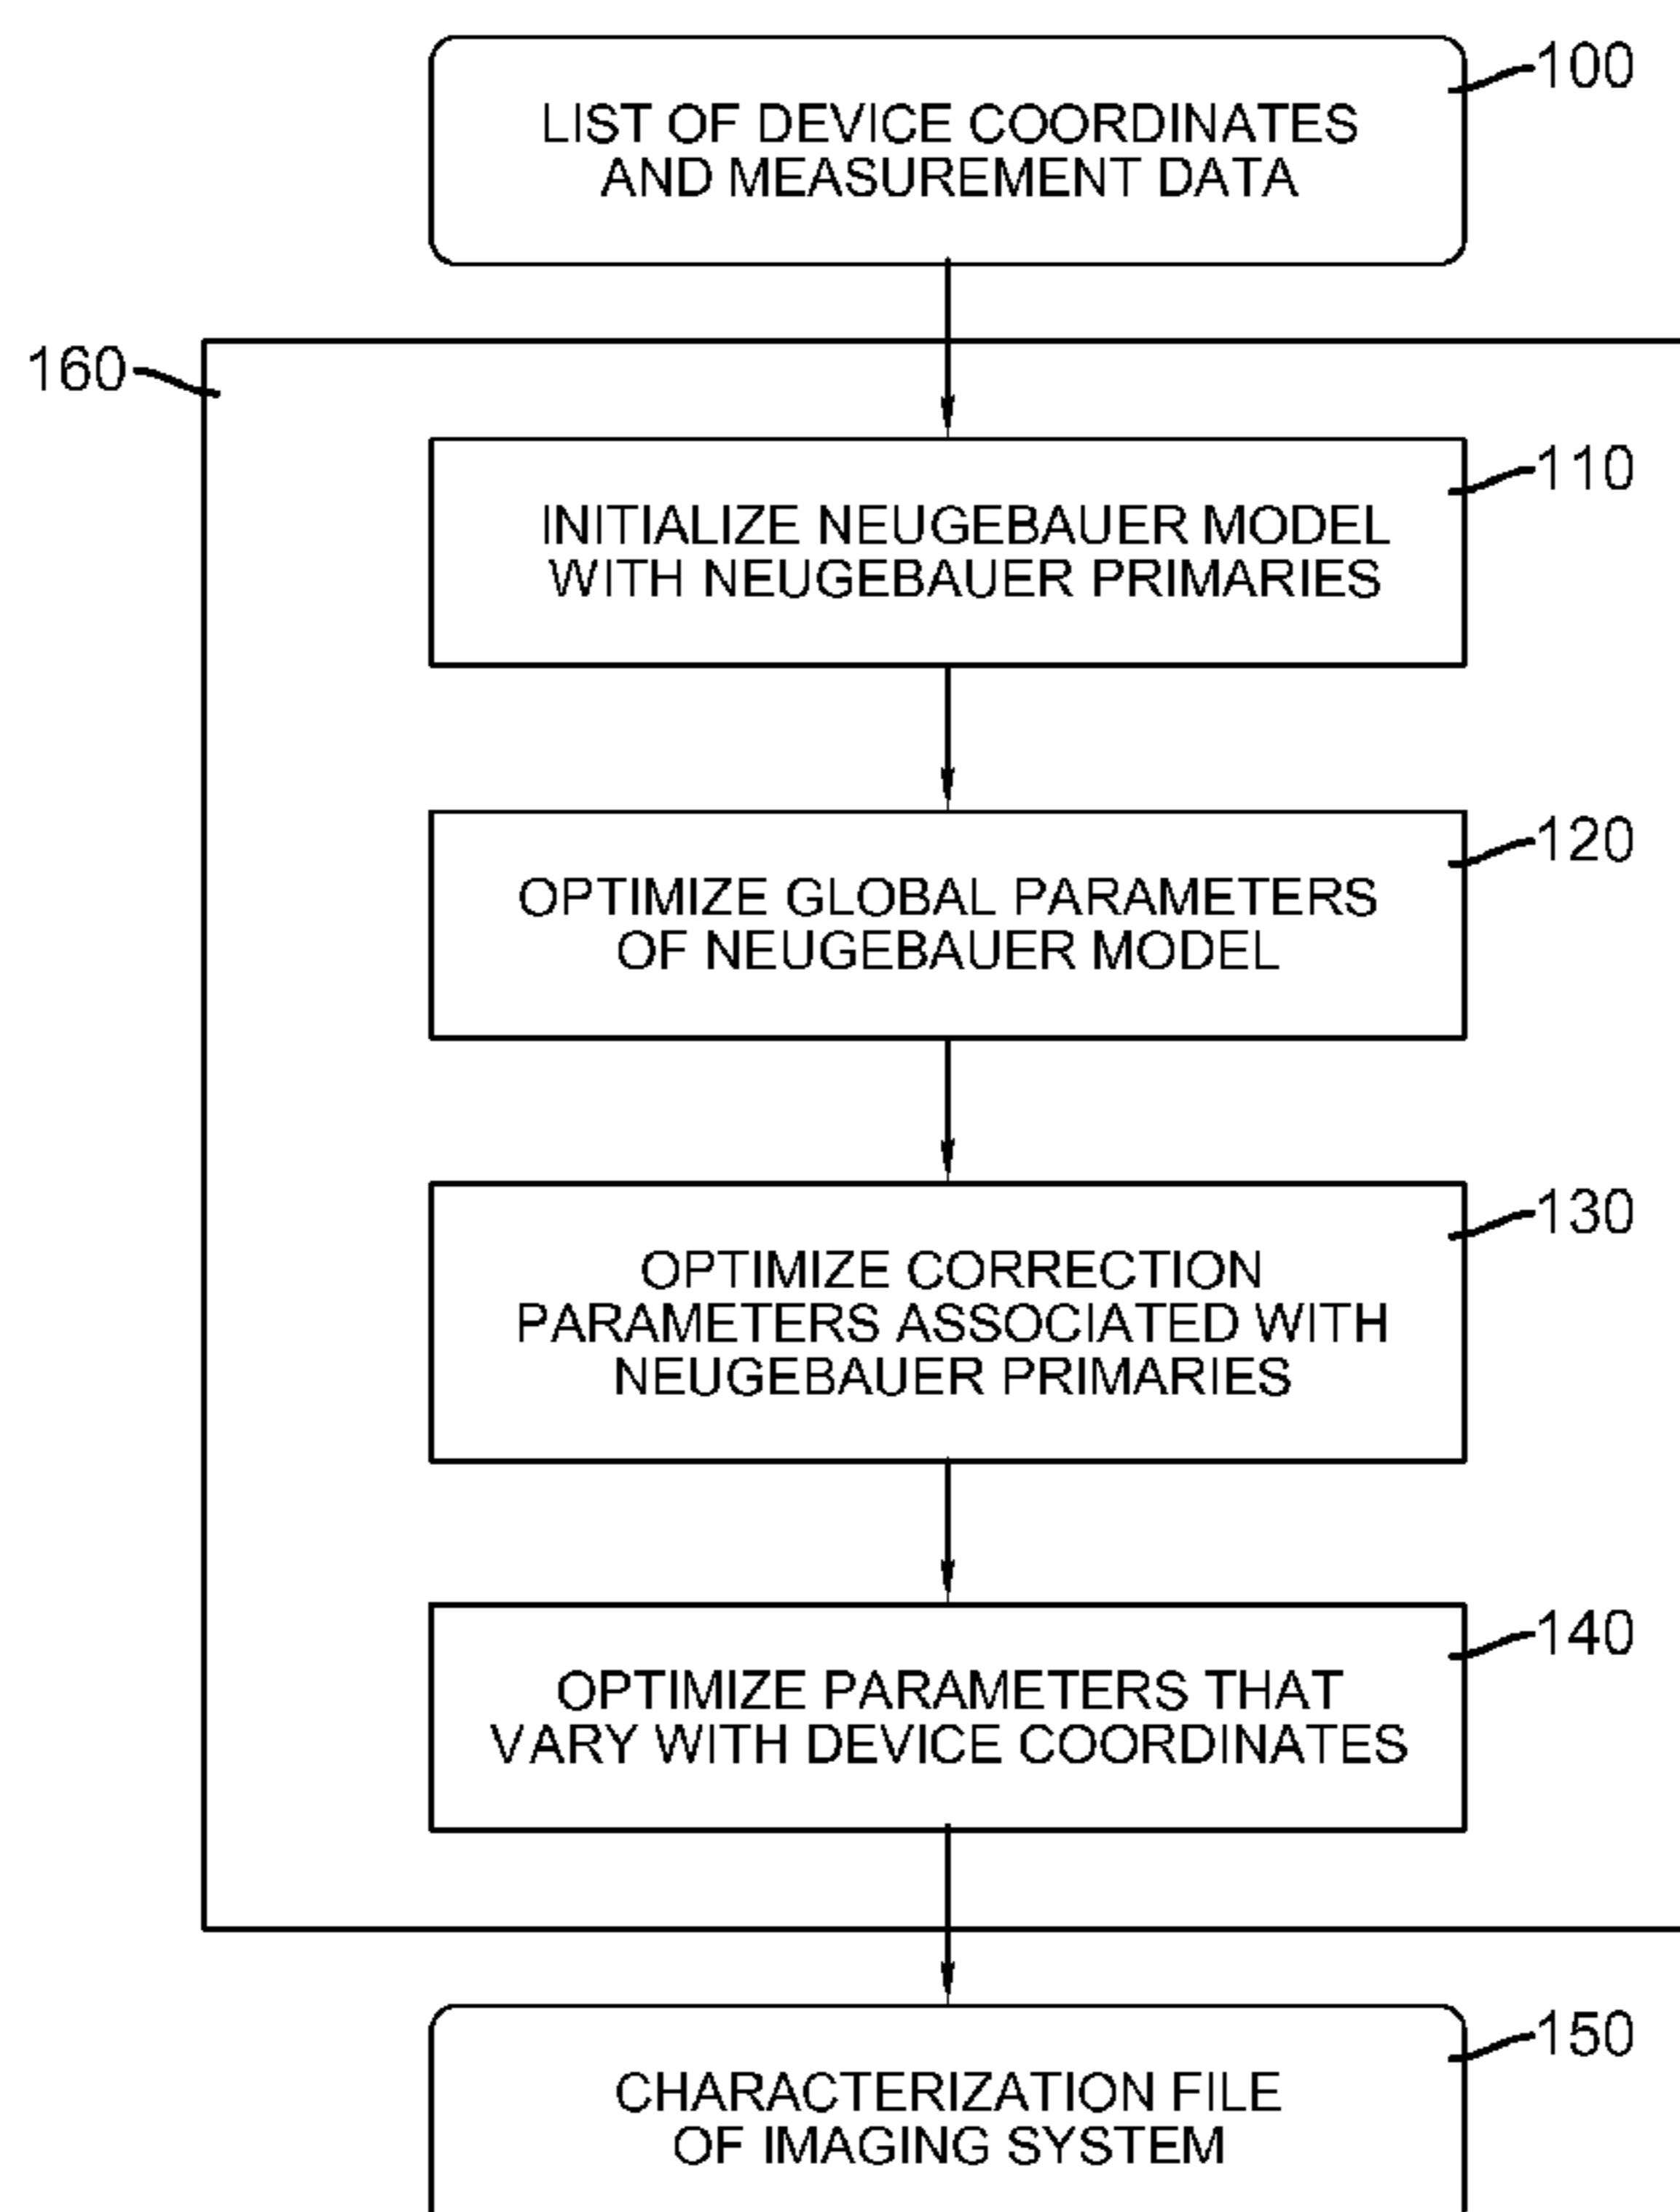 100
LIST OF DEVICE COORDINATES
AND MEASUREMENT DATA
160
110
INITIALIZE NEUGEBAUER MODEL
WITH NEUGEBAUER PRIMARIES
120
OPTIMIZE GLOBAL PARAMETERS
OF NEUGEBAUER MODEL
130
OPTIMIZE CORRECTION
PARAMETERS ASSOCIATED WITH
NEUGEBAUER PRIMARIES
140
OPTIMIZE PARAMETERS THAT
VARY WITH DEVICE COORDINATES
150
CHARACTERIZATION FILE
OF IMAGING SYSTEM